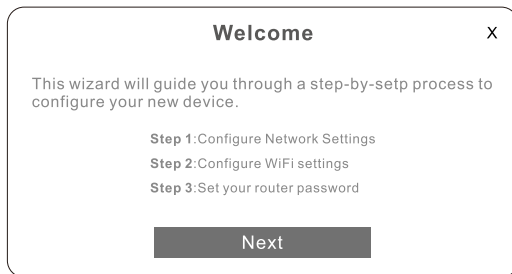 Welcome
X
This wizard will guide you through a step-by-setp process to
configure your new device.
Step 1:Configure Network Settings
Step 2:Configure WiFi settings
Step 3:Set your router password
Next